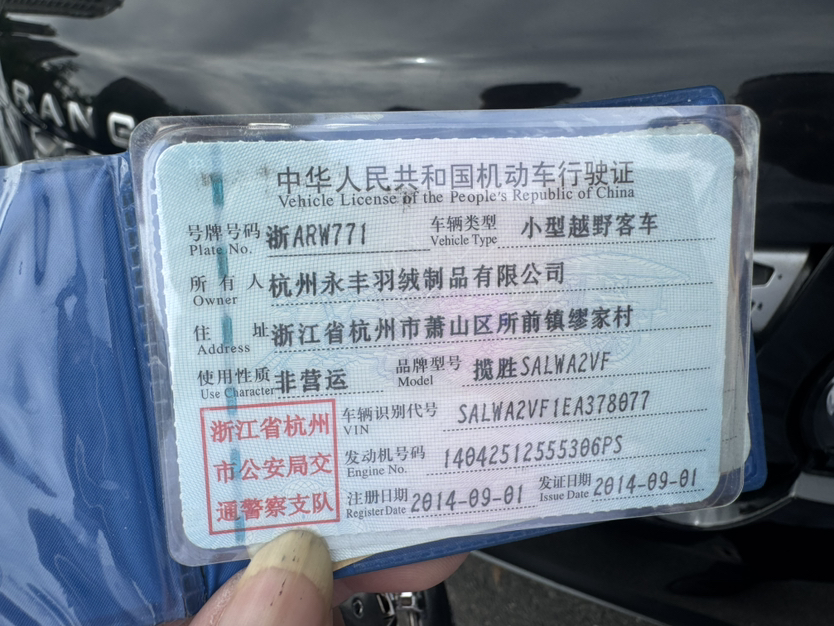 RANG
中华人民共和国机动车行驶证
Vehicle License of the People's Republic of China
号牌号码 浙ARW771 车辆类型 小型越野客车
Plate No. Vehicle Type
所有人 杭州永丰羽绒制品有限公司
Owner
住址 浙江省杭州市萧山区所前镇缪家村
Address
使用性质 非营运 品牌型号 揽胜SALWA2VF
Use Character Model
浙江省杭州
市公安局交
通警察支队
车辆识别代号 SALWA2VF1EA378077
VIN
发动机号码 14042512555306PS
Engine No.
注册日期 2014-09-01 发证日期 2014-09-01
Register Date Issue Date